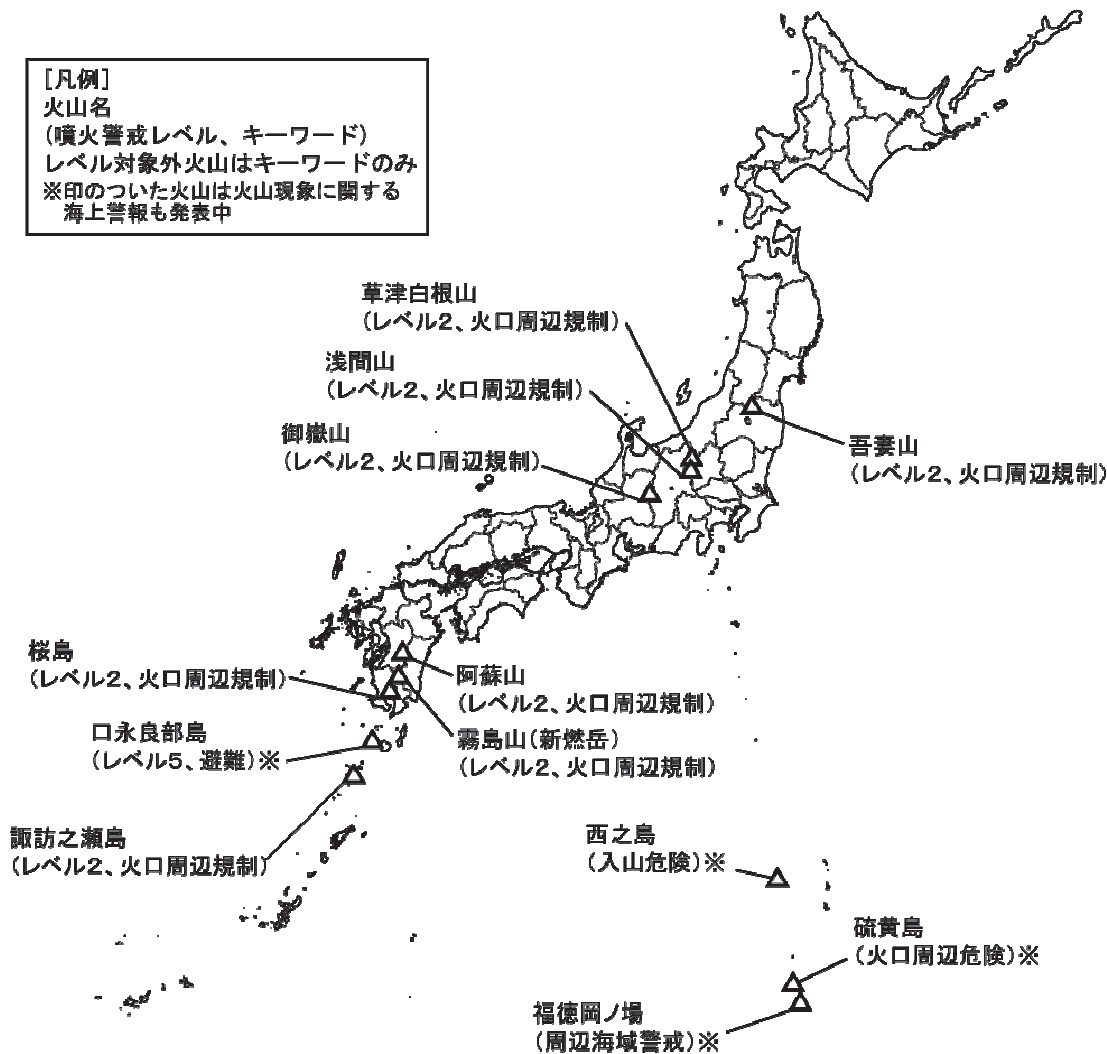 [凡例]
火山名
(噴火警戒レベル、キーワード)
レベル対象外火山はキーワードのみ
※印のついた火山は火山現象に関する
海上警報も発表中
草津白根山
(レベル2、火口周辺規制)
浅間山
(レベル2、火口周辺規制)
御嶽山
(レベル2、火口周辺規制)
吾妻山
(レベル2、火口周辺規制)
桜島
(レベル2、火口周辺規制)
阿蘇山
(レベル2、火口周辺規制)
口永良部島
(レベル5、避難)※
霧島山(新燃岳)
(レベル2、火口周辺規制)
諏訪之瀬島
(レベル2、火口周辺規制)
西之島
(入山危険)※
硫黄島
(火口周辺危険)※
福徳岡ノ場
(周辺海域警戒)※